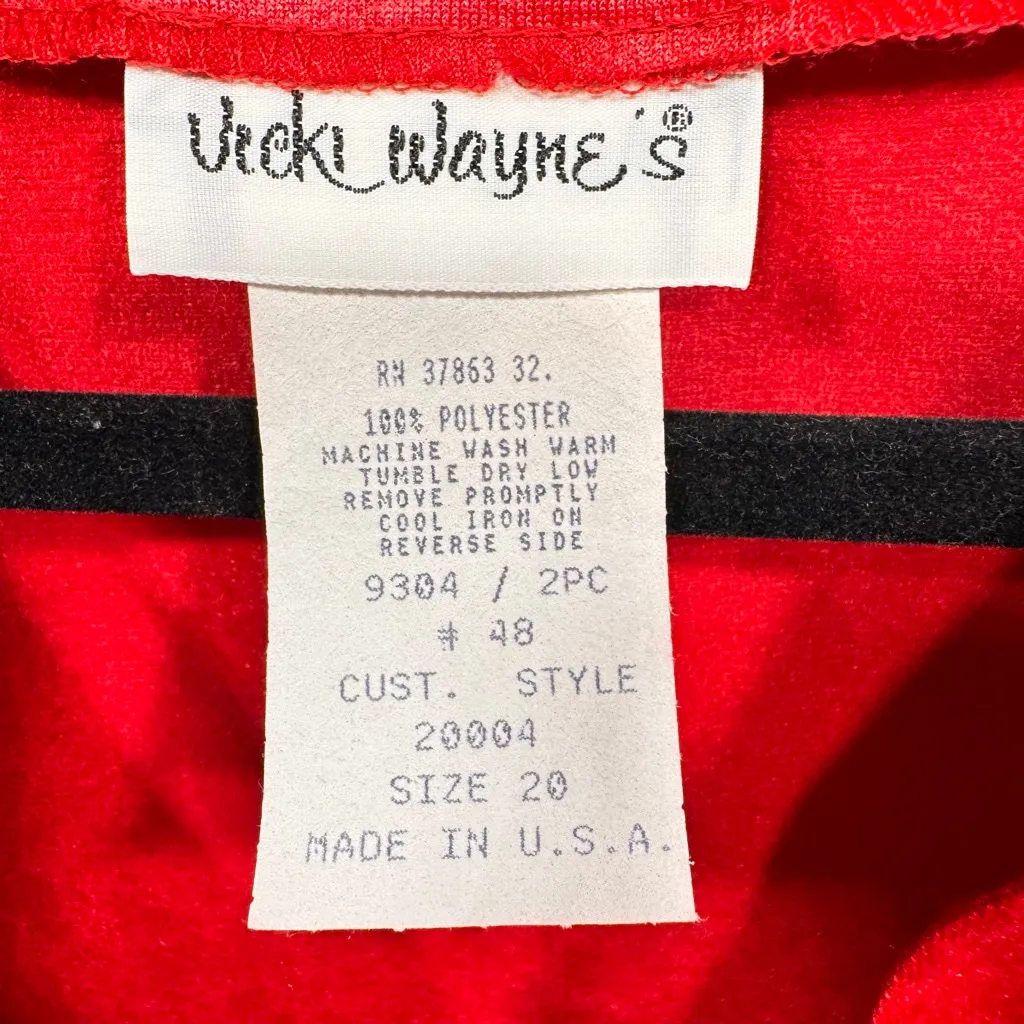 Vicki Wayne's®
RN 37863 32.
100% POLYESTER
MACHINE WASH WARM
TUMBLE DRY LOW
REMOVE PROMPTLY
COOL IRON ON
REVERSE SIDE
9304 / 2PC
# 48
CUST. STYLE
20004
SIZE 20
MADE IN U.S.A.